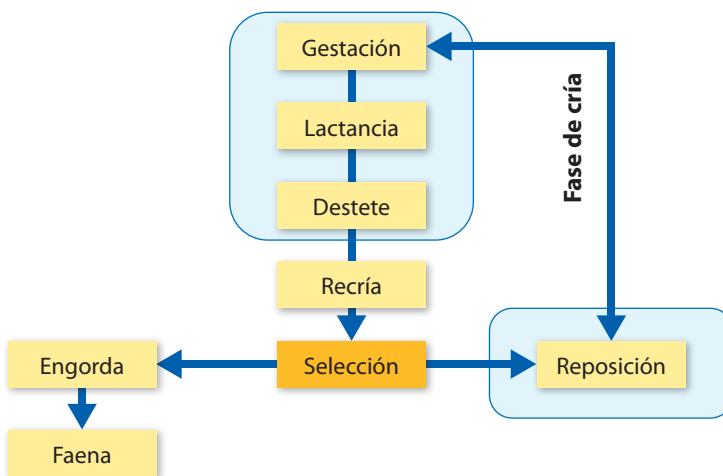 Gestación
Lactancia
Destete
Fase de cría
Recría
Engorda
Selección
Reposición
Faena